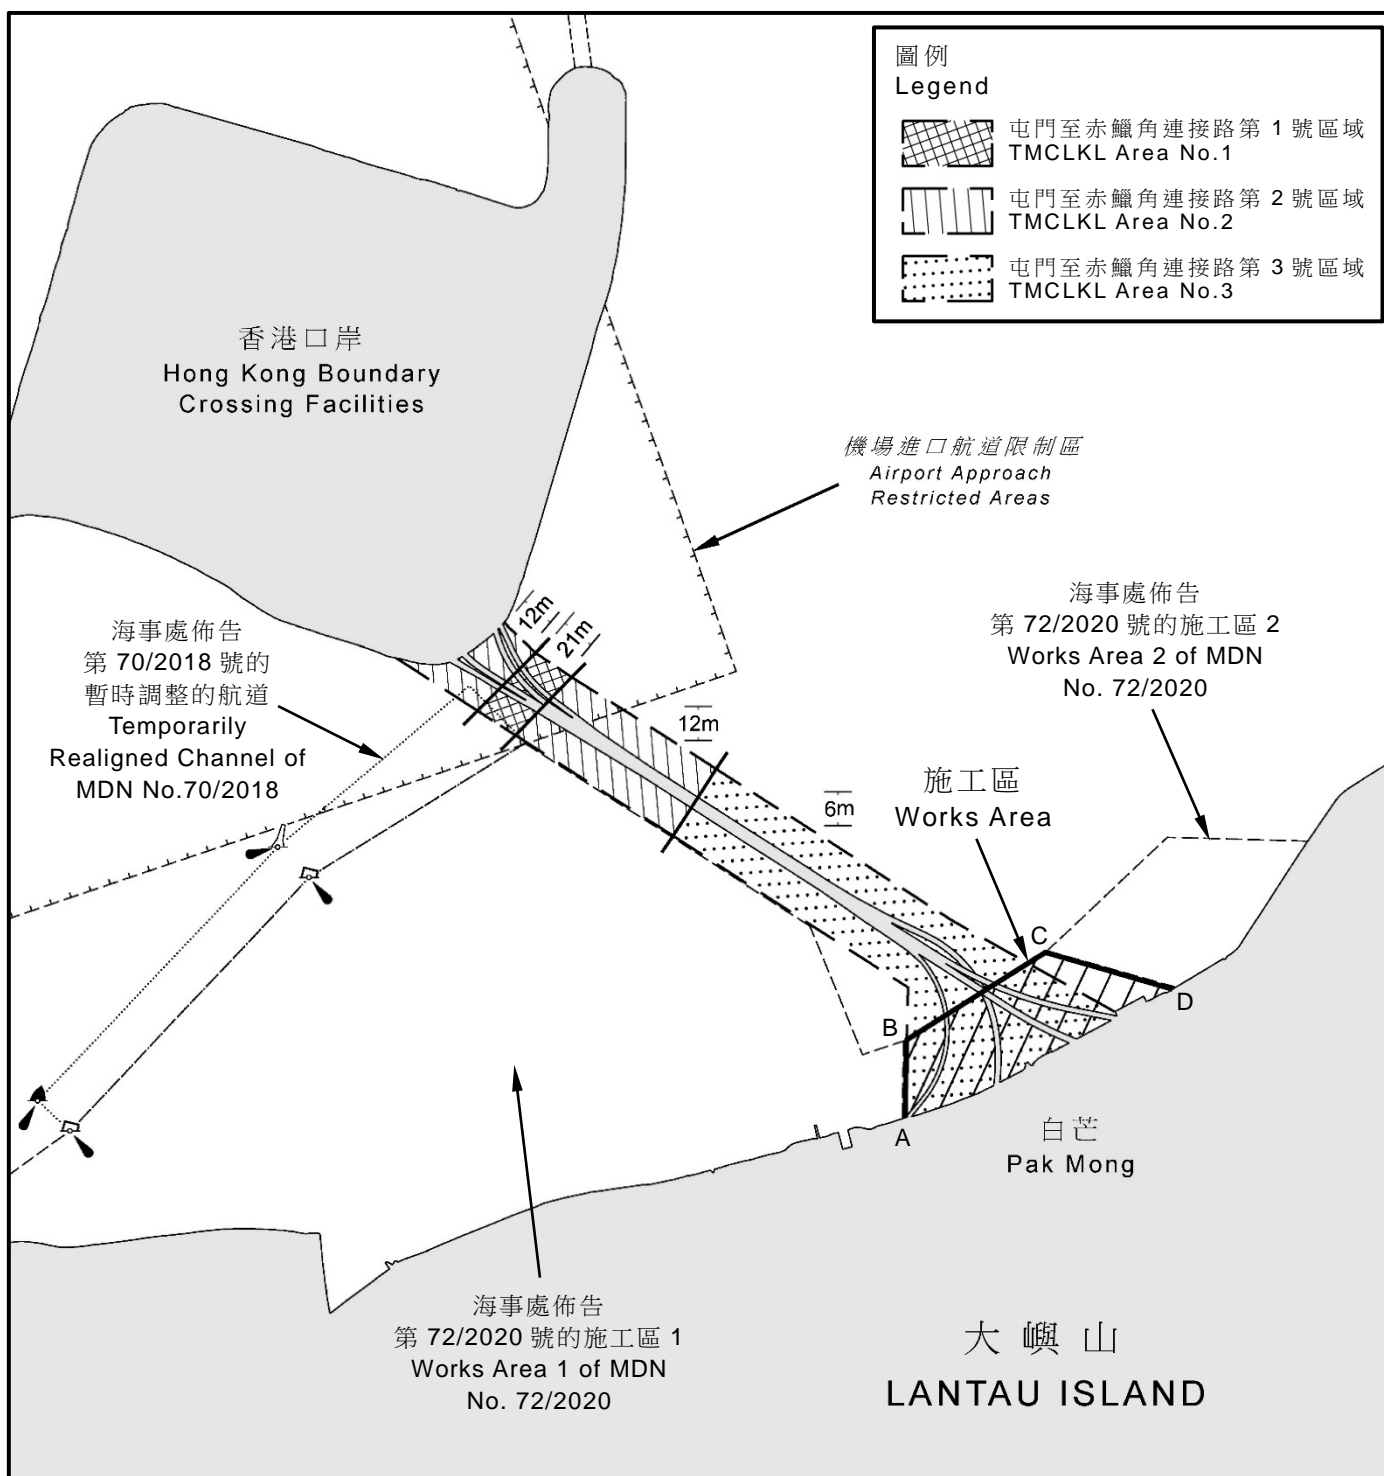 圖例
Legend
屯門至赤鱲角連接路第 1 號區域
TMCLKL Area No.1
屯門至赤鱲角連接路第 2 號區域
TMCLKL Area No.2
屯門至赤鱲角連接路第 3 號區域
TMCLKL Area No.3
香港口岸
Hong Kong Boundary
Crossing Facilities
機場進口航道限制區
Airport Approach
Restricted Areas
海事處佈告
第 72/2020 號的施工區 2
Works Area 2 of MDN
No. 72/2020
12m
21m
海事處佈告
第 70/2018 號的
暫時調整的航道
Temporarily
Realigned Channel of
MDN No.70/2018
12m
施工區
Works Area
6m
C
D
B
A
白芒
Pak Mong
海事處佈告
第 72/2020 號的施工區 1
Works Area 1 of MDN
No. 72/2020
大嶼山
LANTAU ISLAND